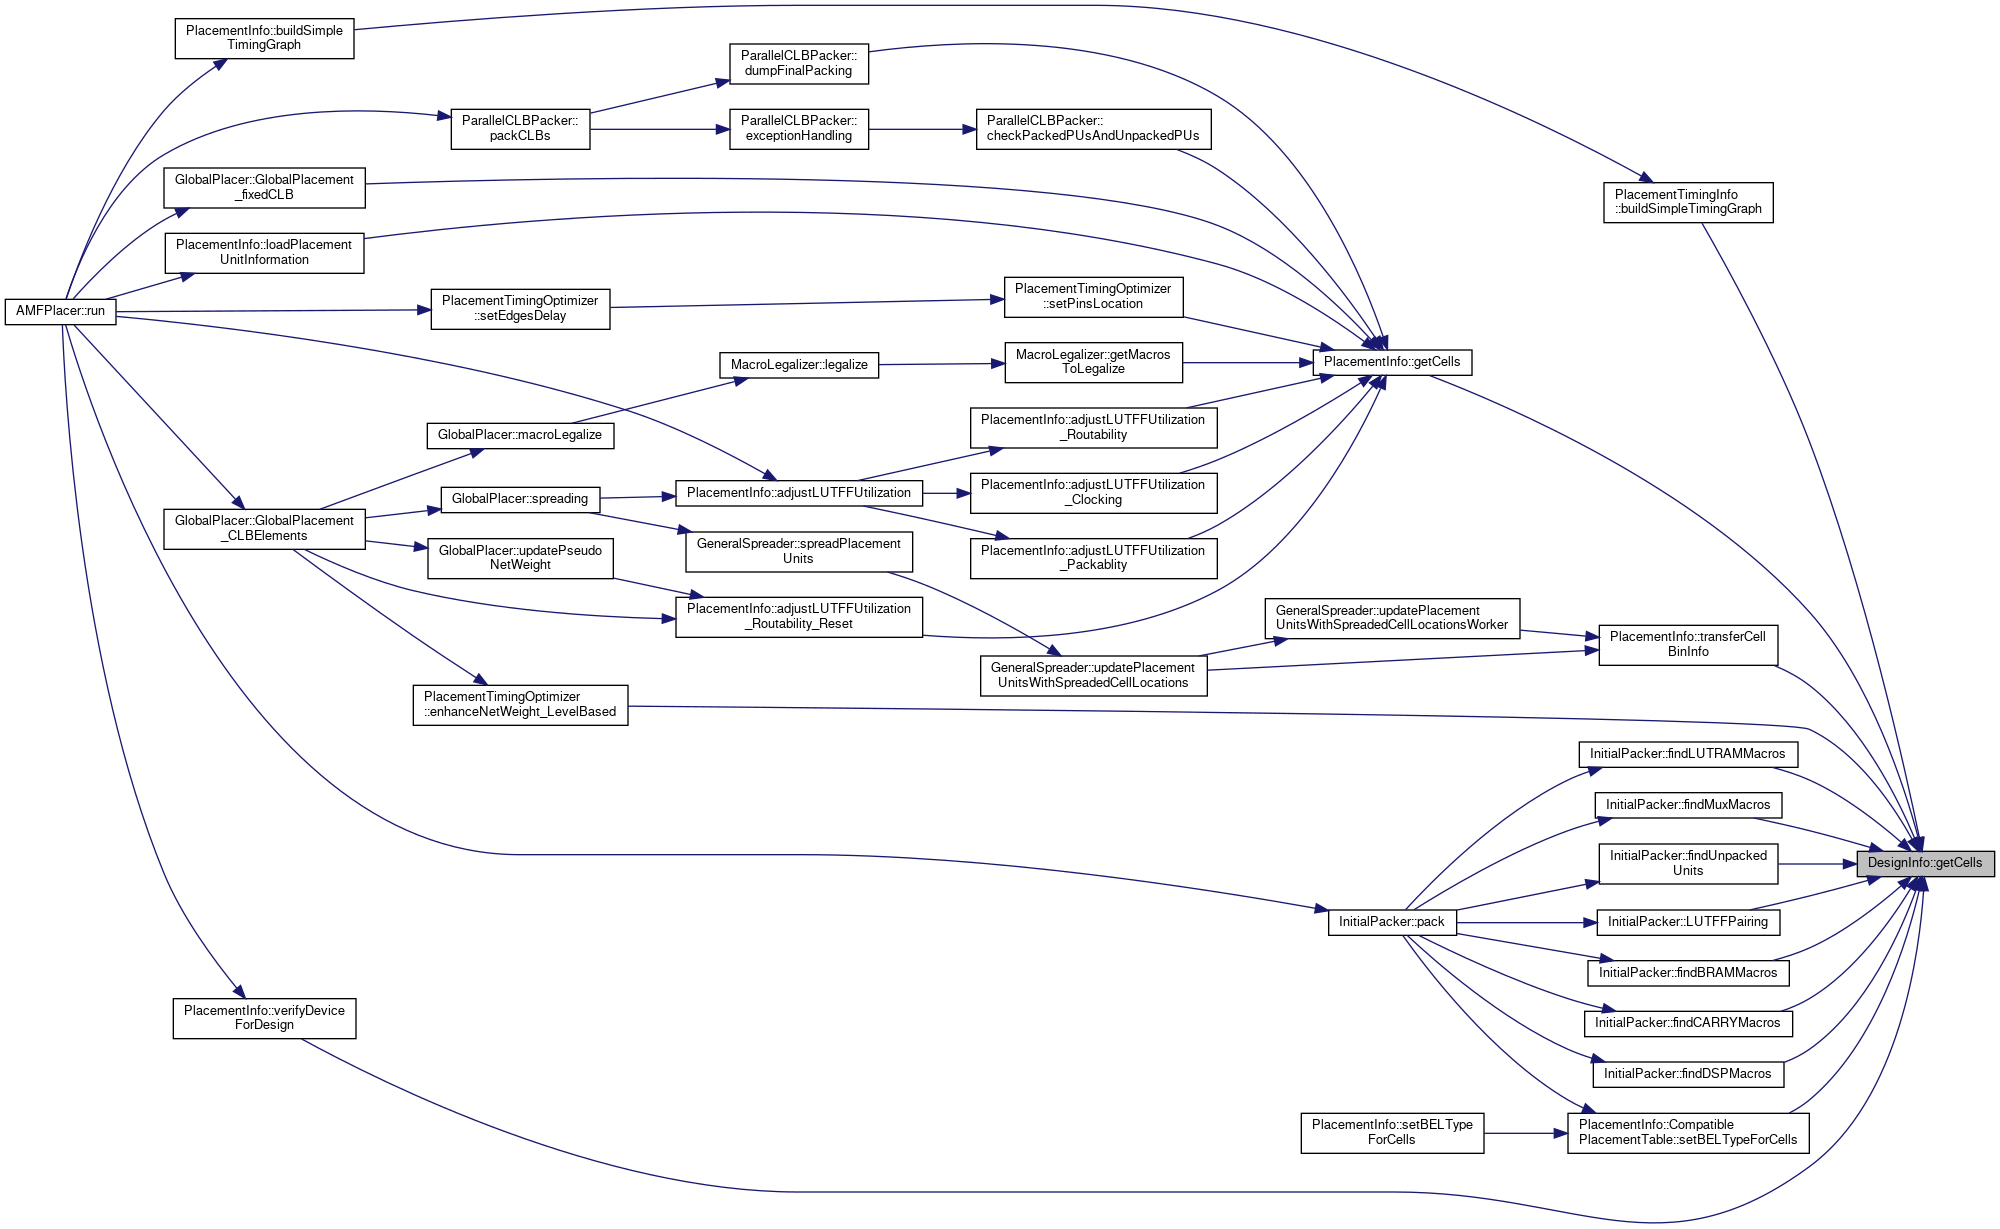 PlacementInfo::buildSimple
TimingGraph
ParallelCLBPacker::
dumpFinalPacking
ParallelCLBPacker::
packCLBs
ParallelCLBPacker::
exceptionHandling
ParallelCLBPacker::
checkPackedPUsAndUnpackedPUs
GlobalPlacer::GlobalPlacement
_fixedCLB
PlacementTimingInfo
::buildSimpleTimingGraph
PlacementInfo::loadPlacement
UnitInformation
AMFPlacer::run
PlacementTimingOptimizer
::setEdgesDelay
PlacementTimingOptimizer
::setPinsLocation
MacroLegalizer::legalize
MacroLegalizer::getMacros
ToLegalize
PlacementInfo::getCells
GlobalPlacer::macroLegalize
PlacementInfo::adjustLUTFFUtilization
_Routability
GlobalPlacer::spreading
PlacementInfo::adjustLUTFFUtilization
PlacementInfo::adjustLUTFFUtilization
_Clocking
GlobalPlacer::GlobalPlacement
_CLBElements
GlobalPlacer::updatePseudo
NetWeight
GeneralSpreader::spreadPlacement
Units
PlacementInfo::adjustLUTFFUtilization
_Packablity
PlacementInfo::adjustLUTFFUtilization
_Routability_Reset
GeneralSpreader::updatePlacement
UnitsWithSpreadedCellLocationsWorker
PlacementInfo::transferCell
BinInfo
GeneralSpreader::updatePlacement
UnitsWithSpreadedCellLocations
PlacementTimingOptimizer
::enhanceNetWeight_LevelBased
InitialPacker::findLUTRAMMacros
InitialPacker::findMuxMacros
InitialPacker::findUnpacked
Units
DesignInfo::getCells
InitialPacker::pack
InitialPacker::LUTFFPairing
InitialPacker::findBRAMMacros
PlacementInfo::verifyDevice
ForDesign
InitialPacker::findCARRYMacros
InitialPacker::findDSPMacros
PlacementInfo::setBELType
ForCells
PlacementInfo::Compatible
PlacementTable::setBELTypeForCells